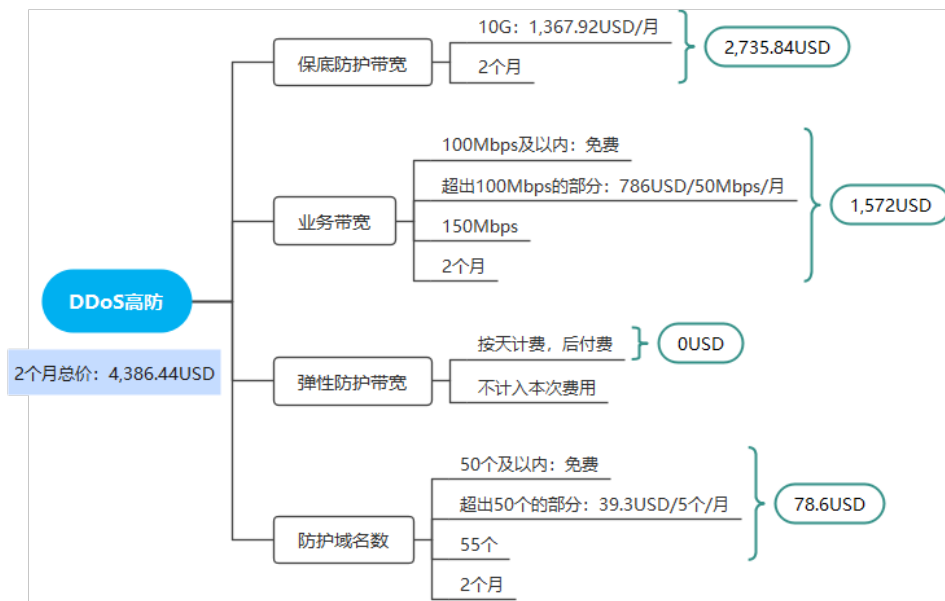 DDoS高防
2个月总价：4,386.44USD
保底防护带宽
10G：1,367.92USD/月
2个月
2,735.84USD
业务带宽
100Mbps及以内：免费
超出100Mbps的部分：786USD/50Mbps/月
150Mbps
2个月
1,572USD
弹性防护带宽
按天计费，后付费
不计入本次费用
0USD
防护域名数
50个及以内：免费
超出50个的部分：39.3USD/5个/月
55个
2个月
78.6USD